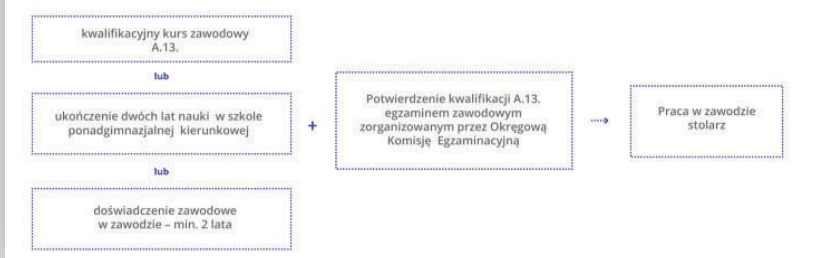 kwalifikacyjny kurs zawodowy
A.13.
lub
ukończenie dwóch lat nauki w szkole
ponadgimnazjalnej kierunkowej
lub
doświadczenie zawodowe
w zawodzie – min. 2 lata
+
Potwierdzenie kwalifikacji A.13.
egzaminem zawodowym
zorganizowanym przez Okręgową
Komisję Egzaminacyjną
Praca w zawodzie
stolarz